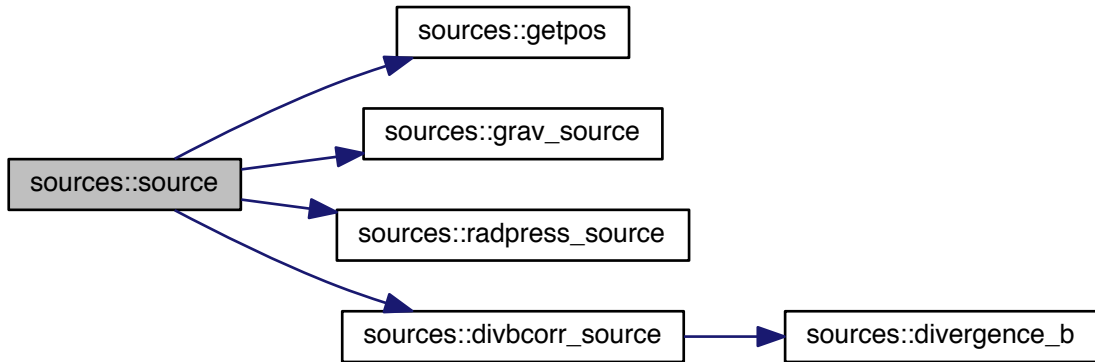 sources::getpos
sources::grav_source
sources::source
sources::radpress_source
sources::divbcorr_source
sources::divergence_b